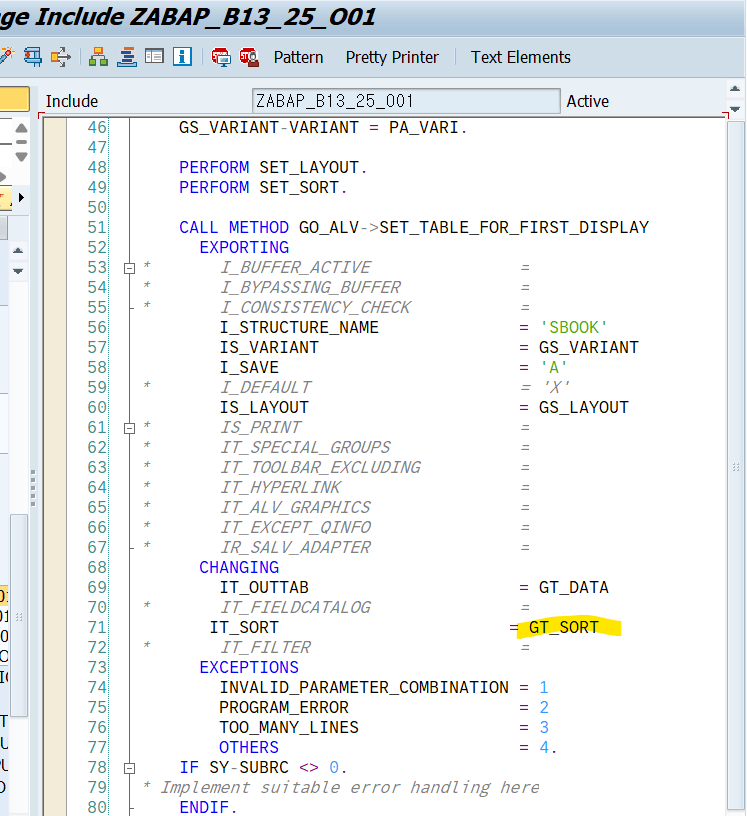 ge Include ZABAP_B13_25_O01
Pattern Pretty Printer Text Elements
Include ZABAP_B13_25_O01 Active
46 GS_VARIANT-VARIANT = PA_VARI.
47
48 PERFORM SET_LAYOUT.
49 PERFORM SET_SORT.
50
51 CALL METHOD GO_ALV->SET_TABLE_FOR_FIRST_DISPLAY
52 EXPORTING
53 * I_BUFFER_ACTIVE =
54 * I_BYPASSING_BUFFER =
55 * I_CONSISTENCY_CHECK =
56 I_STRUCTURE_NAME = 'SBOOK'
57 IS_VARIANT = GS_VARIANT
58 I_SAVE = 'A'
59 * I_DEFAULT = 'X'
60 IS_LAYOUT = GS_LAYOUT
61 * IS_PRINT =
62 * IT_SPECIAL_GROUPS =
63 * IT_TOOLBAR_EXCLUDING =
64 * IT_HYPERLINK =
65 * IT_ALV_GRAPHICS =
66 * IT_EXCEPT_QINFO =
67 * IR_SALV_ADAPTER =
68 CHANGING
69 IT_OUTTAB = GT_DATA
70 * IT_FIELDCATALOG =
71 IT_SORT = GT_SORT
72 * IT_FILTER =
73 EXCEPTIONS
74 INVALID_PARAMETER_COMBINATION = 1
75 PROGRAM_ERROR = 2
76 TOO_MANY_LINES = 3
77 OTHERS = 4.
78 IF SY-SUBRC <> 0.
79 * Implement suitable error handling here
80 ENDIF.